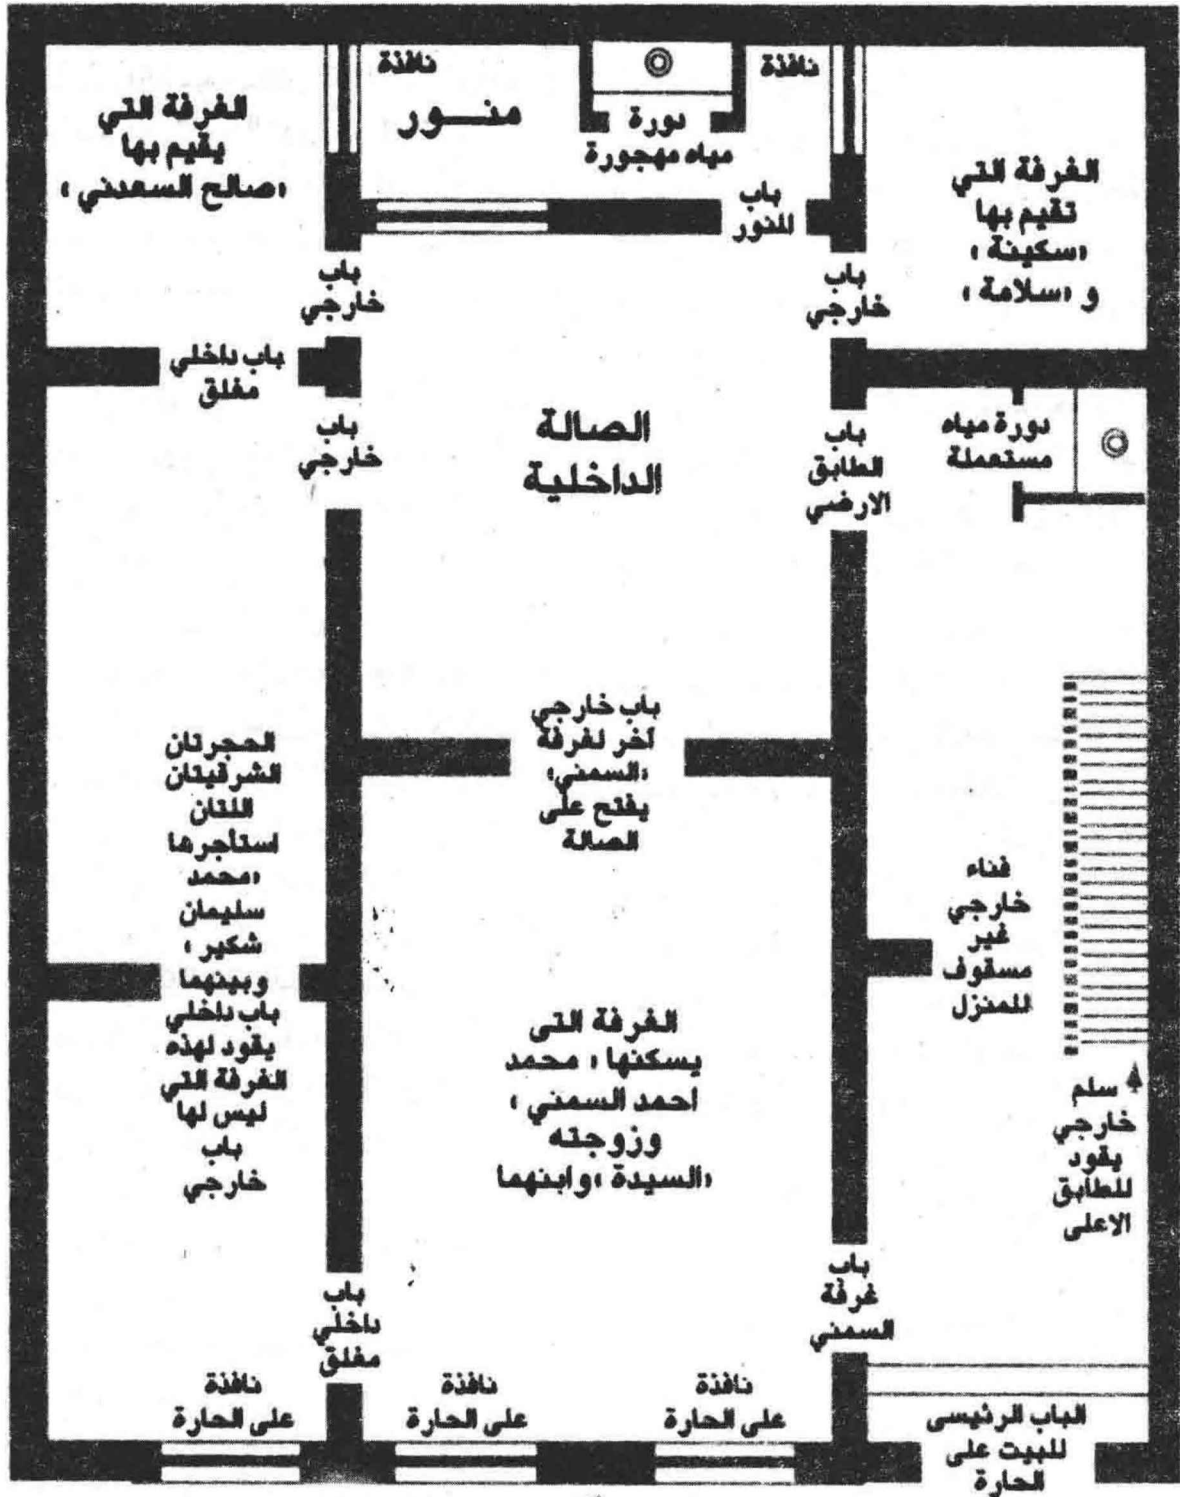 نافذة
نافذة
منـــور
دورة
مياه مهجورة
الغرفة التي
يقيم بها
«صالح السعدني»
الغرفة التي
تقيم بها
«سكينة»
و «سلامة»
باب
المنور
باب
خارجي
باب
خارجي
باب داخلي
مغلق
باب
خارجي
الصالة
الداخلية
باب
الطابق
الارضي
دورة مياه
مستعملة
باب خارجي
آخر لغرفة
«السمني»
يفتح على
الصالة
الحجرتان
الشرقيتان
اللتان
استأجرها
«محمد
سليمان
شكير»
وبينهما
باب داخلي
يقود لهذه
الغرفة التي
ليس لها
باب
خارجي
فناء
خارجي
غير
مسقوف
للمنزل
الغرفة التى
يسكنها «محمد
احمد السمني»
وزوجته
«السيدة» وابنهما
سلم
خارجي
يقود
للطابق
الاعلى
باب
غرفة
السمني
باب
داخلي
مغلق
نافذة
على الحارة
نافذة
على الحارة
نافذة
على الحارة
الباب الرئيسى
للبيت على
الحارة